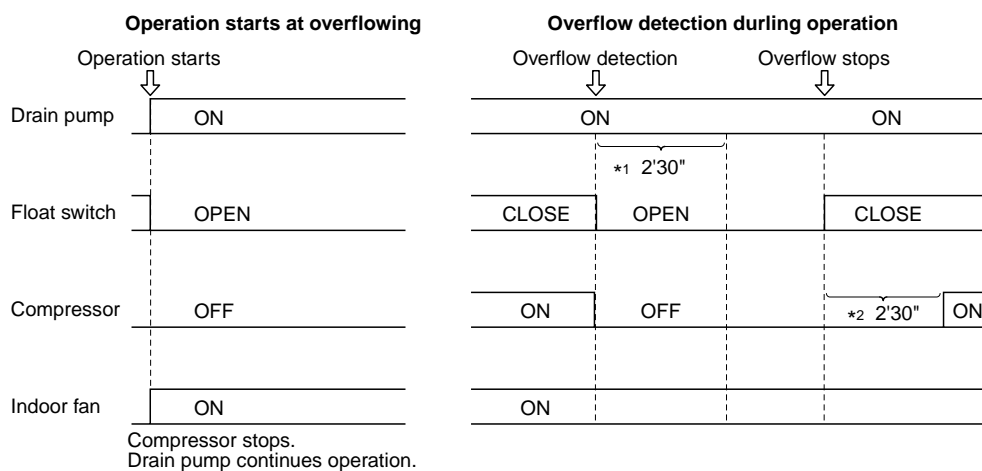 Operation starts at overflowing
Overflow detection durling operation
Operation starts
Overflow detection
Overflow stops
Drain pump
ON
ON
ON
*1 2'30"
Float switch
OPEN
CLOSE
OPEN
CLOSE
Compressor
OFF
ON
OFF
*2 2'30"
ON
Indoor fan
ON
ON
Compressor stops.
Drain pump continues operation.